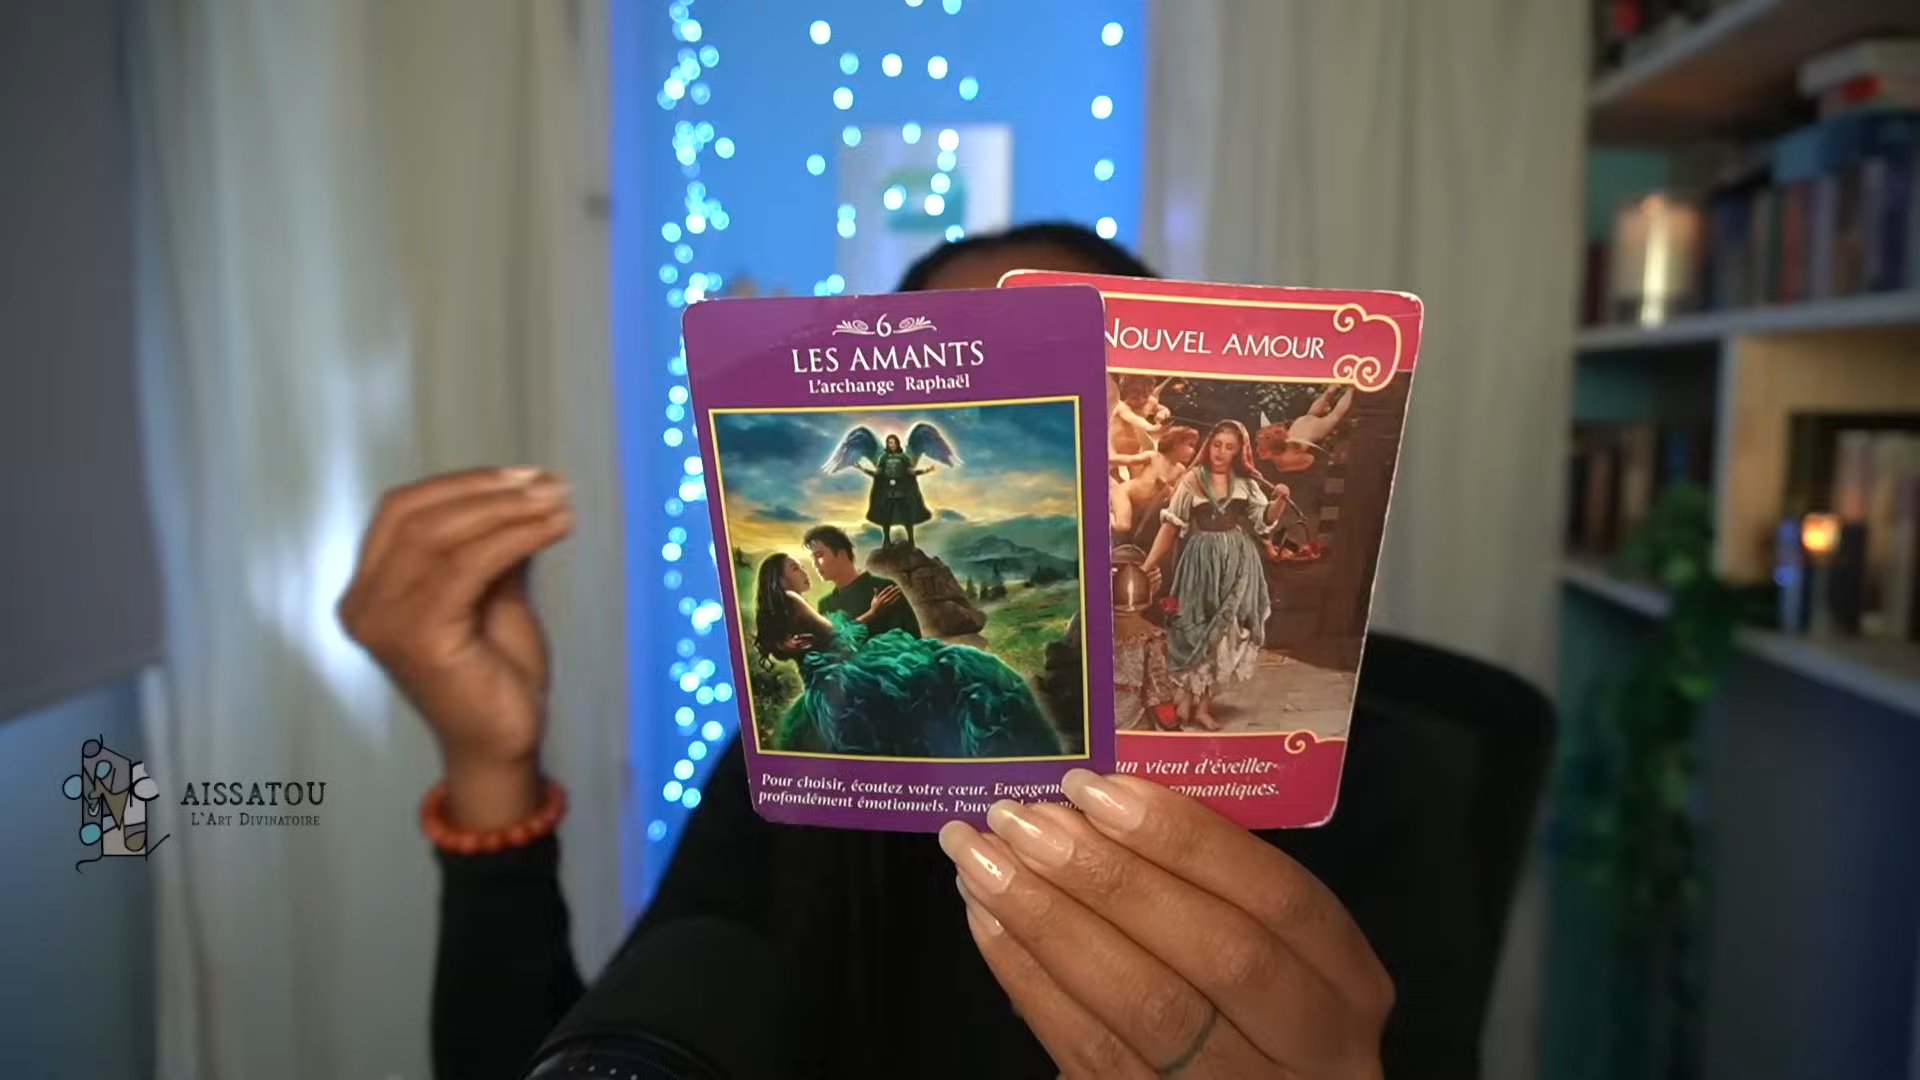 6
LES AMANTS
L'archange Raphaël
Pour choisir, écoutez votre cœur.
profondément émotionnels.
NOUVEL AMOUR
un vient d'éveiller
romantiques.
AISSATOU
L'ART DIVINATOIRE